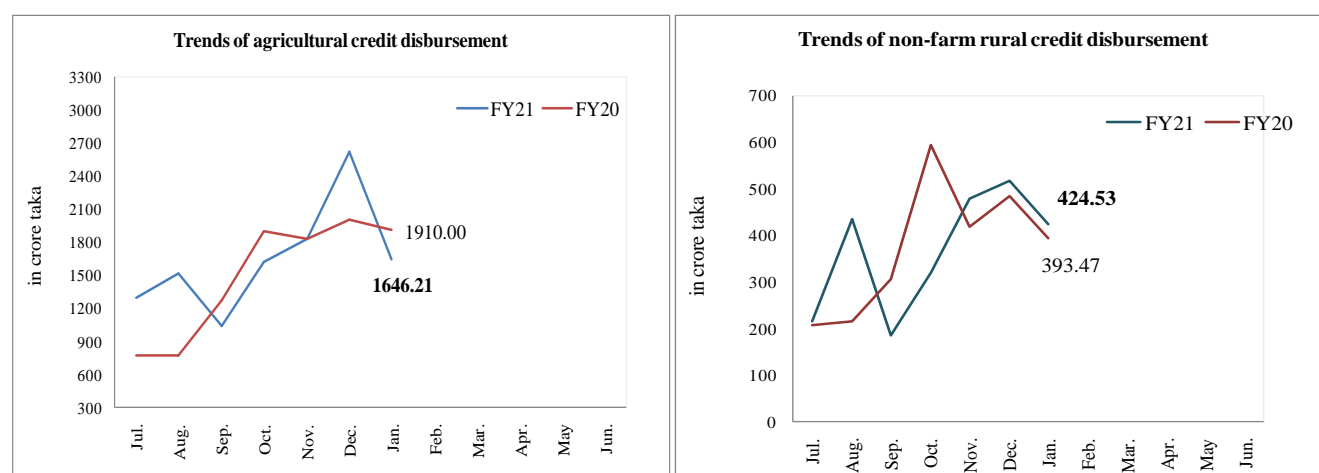 Trends of agricultural credit disbursement
3300
3000
2700
2400
2100
1800
1500
1200
900
600
300
in crore taka
FY21 FY20
1910.00
1646.21
Jul. Aug. Sep. Oct. Nov. Dec. Jan. Feb. Mar. Apr. May Jun.
Trends of non-farm rural credit disbursement
700
600
500
400
300
200
100
0
in crore taka
FY21 FY20
424.53
393.47
Jul. Aug. Sep. Oct. Nov. Dec. Jan. Feb. Mar. Apr. May Jun.